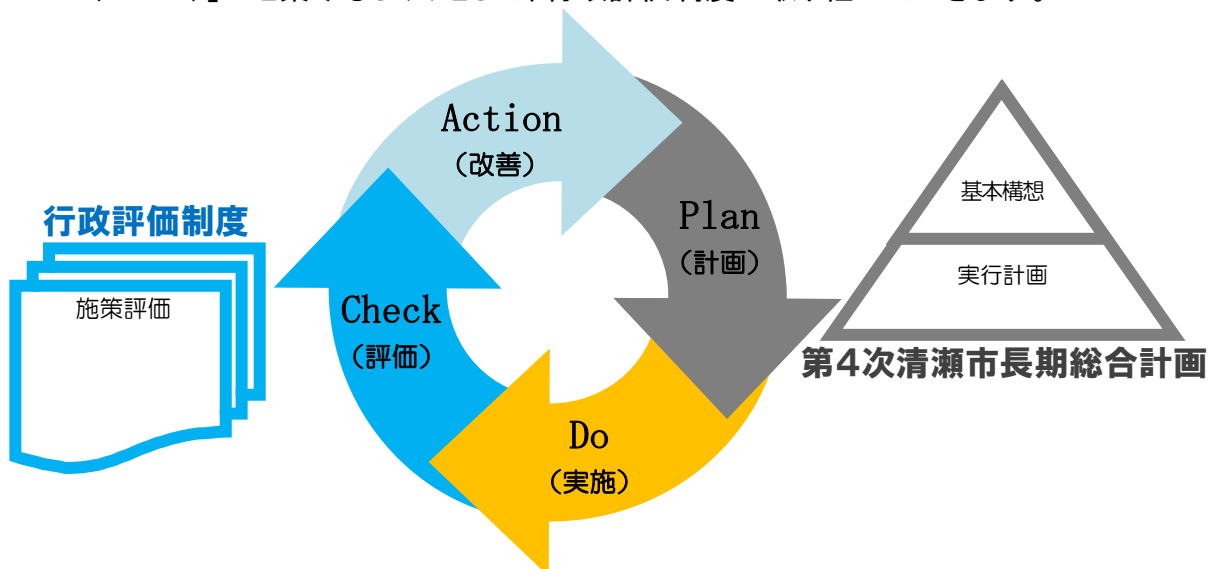 Action
（改善）
Plan
（計画）
Do
（実施）
Check
（評価）
行政評価制度
施策評価
基本構想
実行計画
第4次清瀬市長期総合計画